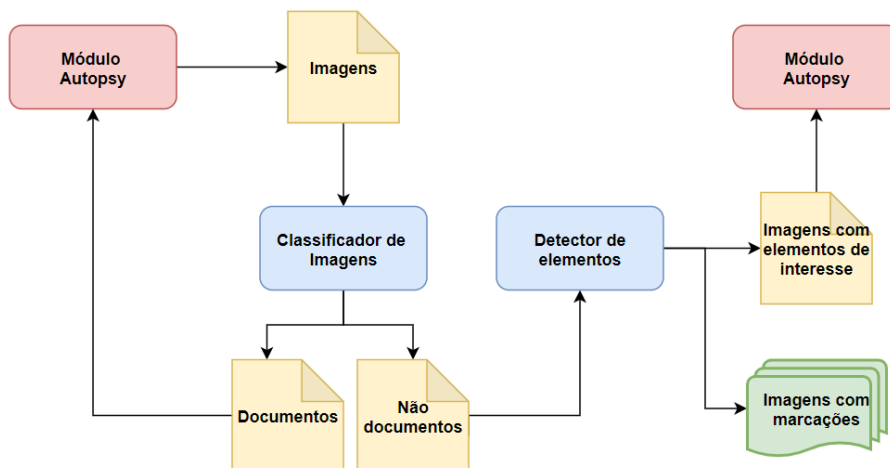 Módulo
Autopsy
Imagens
Módulo
Autopsy
Classificador de
Imagens
Detector de
elementos
Imagens com
elementos de
interesse
Documentos
Não
documentos
Imagens com
marcações